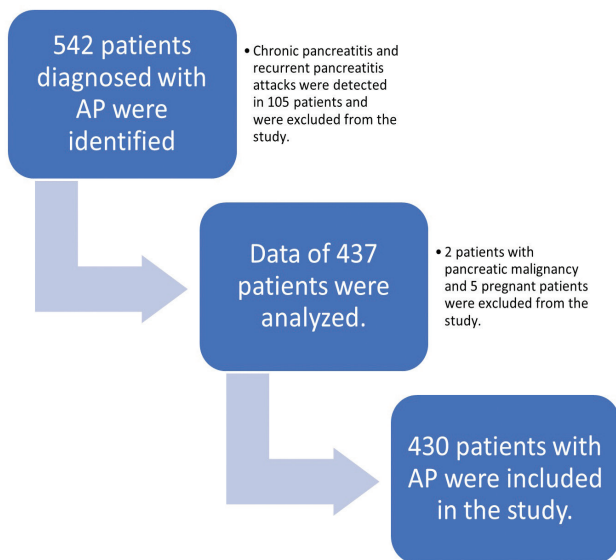 542 patients
diagnosed with
AP were
identified
• Chronic pancreatitis and
recurrent pancreatitis
attacks were detected
in 105 patients and
were excluded from the
study.
Data of 437
patients were
analyzed.
• 2 patients with
pancreatic malignancy
and 5 pregnant patients
were excluded from the
study.
430 patients with
AP were included
in the study.